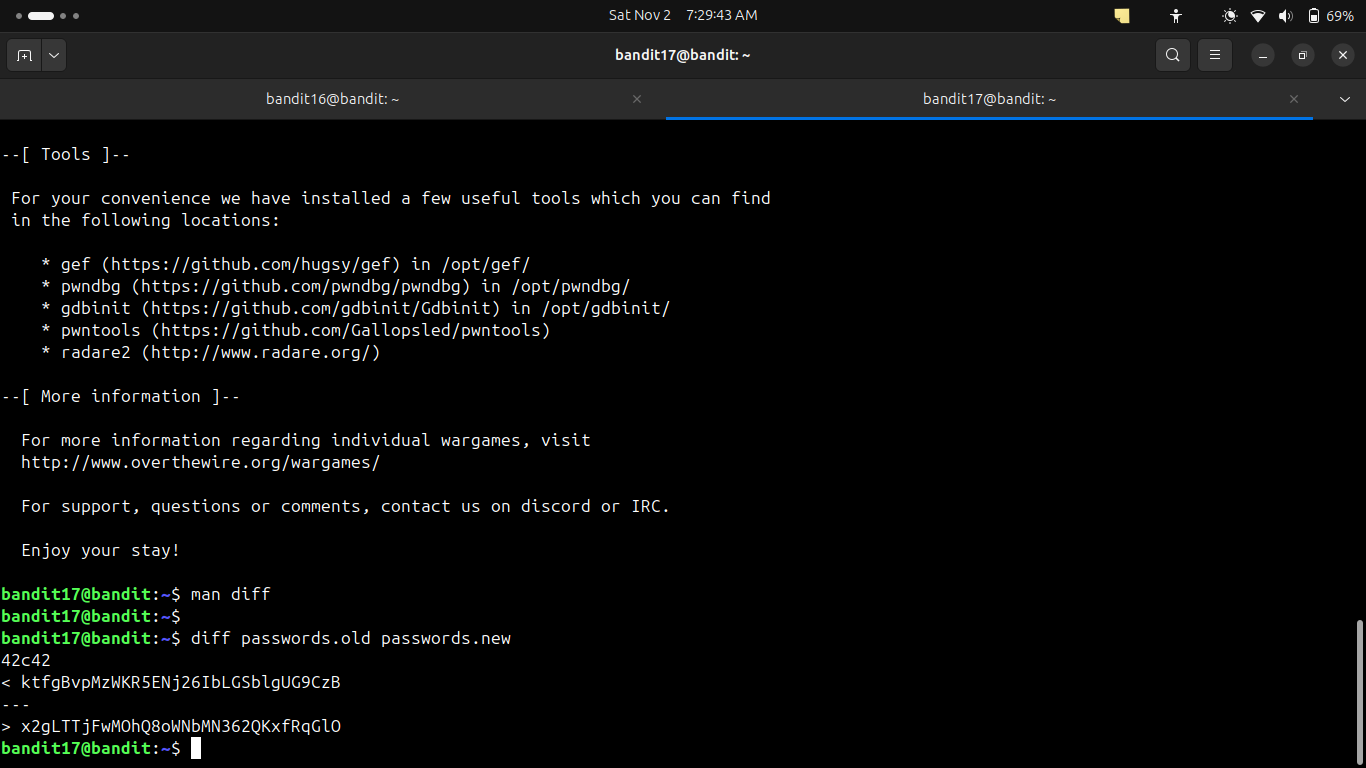 Sat Nov 2 7:29:43 AM
69%
bandit17@bandit: ~
bandit16@bandit: ~
bandit17@bandit: ~
--[ Tools ]--
For your convenience we have installed a few useful tools which you can find
in the following locations:
* gef (https://github.com/hugsy/gef) in /opt/gef/
* pwndbg (https://github.com/pwndbg/pwndbg) in /opt/pwndbg/
* gdbinit (https://github.com/gdbinit/Gdbinit) in /opt/gdbinit/
* pwntools (https://github.com/Gallopsled/pwntools)
* radare2 (http://www.radare.org/)
--[ More information ]--
For more information regarding individual wargames, visit
http://www.overthewire.org/wargames/
For support, questions or comments, contact us on discord or IRC.
Enjoy your stay!
bandit17@bandit:~$ man diff
bandit17@bandit:~$
bandit17@bandit:~$ diff passwords.old passwords.new
42c42
< ktfgBvpMzWKR5ENj26IbLGSblgUG9CzB
---
> x2gLTTjFwMOhQ8oWNbMN362QKxfRqGlO
bandit17@bandit:~$